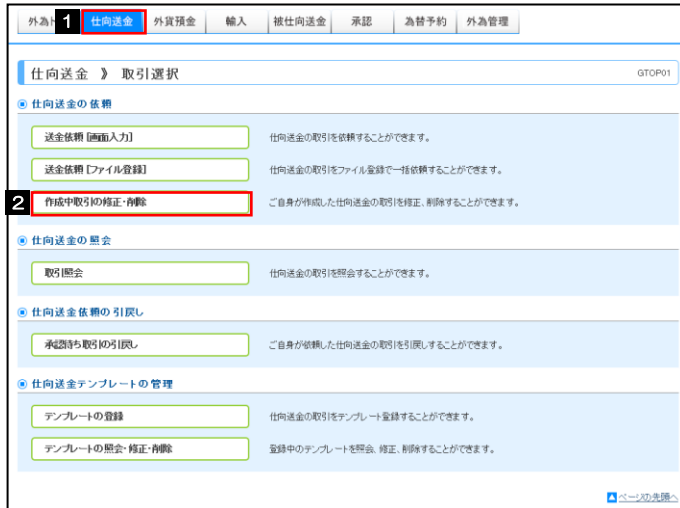 外為ト 1 仕向送金 外貨預金 輸入 被仕向送金 承認 為替予約 外為管理
仕向送金 》 取引選択 GTOP01
仕向送金の依頼
送金依頼[画面入力] 仕向送金の取引を依頼することができます。
送金依頼[ファイル登録] 仕向送金の取引をファイル登録で一括依頼することができます。
2 作成中取引の修正・削除 ご自身が作成した仕向送金の取引を修正、削除することができます。
仕向送金の照会
取引照会 仕向送金の取引を照会することができます。
仕向送金依頼の引戻し
承認待ち取引の引戻し ご自身が依頼した仕向送金の取引を引戻しすることができます。
仕向送金テンプレートの管理
テンプレートの登録 仕向送金の取引をテンプレート登録することができます。
テンプレートの照会・修正・削除 登録中のテンプレートを照会、修正、削除することができます。
ページの先頭へ